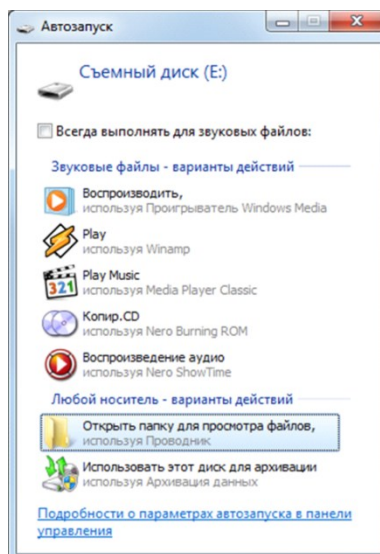 Автозапуск
Съемный диск (E:)
Всегда выполнять для звуковых файлов:
Звуковые файлы - варианты действий
Воспроизводить,
используя Проигрыватель Windows Media
Play
используя Winamp
Play Music
используя Media Player Classic
Копир.CD
используя Nero Burning ROM
Воспроизведение аудио
используя Nero ShowTime
Любой носитель - варианты действий
Открыть папку для просмотра файлов,
используя Проводник
Использовать этот диск для архивации
используя Архивация данных
Подробности о параметрах автозапуска в панели
управления